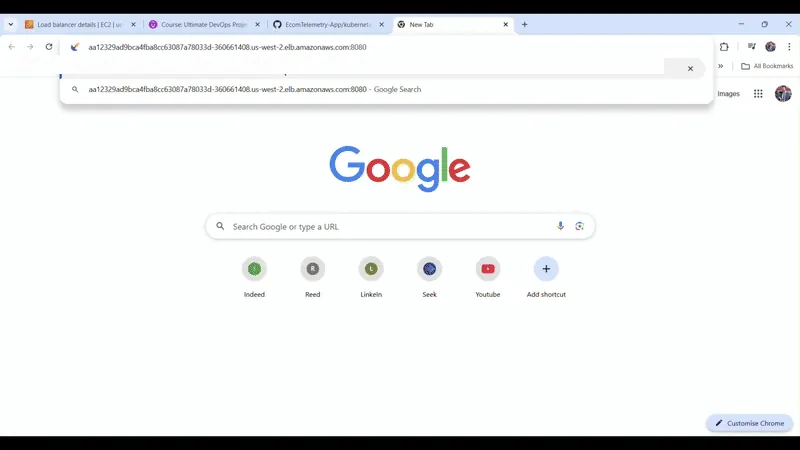 Load balancer details | EC2 | us
Course: Ultimate DevOps Proje
EcomTelemetry-App/kuberneta
New Tab
aa12329ad9bca4fba8cc63087a78033d-360661408.us-west-2.elb.amazonaws.com:8080
All Bookmarks
aa12329ad9bca4fba8cc63087a78033d-360661408.us-west-2.elb.amazonaws.com:8080 - Google Search
Images
Google
Search Google or type a URL
R
L
Indeed
Reed
LinkeIn
Seek
Youtube
Add shortcut
Customise Chrome